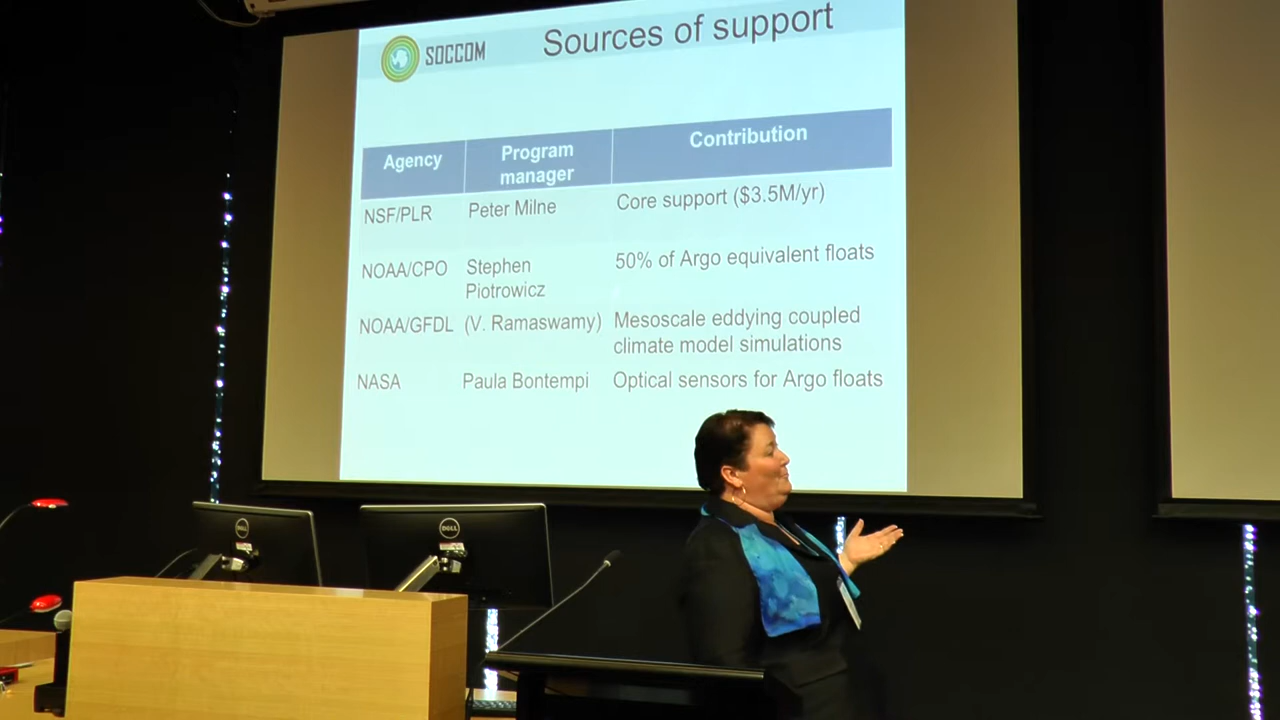 SOCCOM
Sources of support
Agency
Program
manager
Contribution
NSF/PLR
Peter Milne
Core support ($3.5M/yr)
NOAA/CPO
Stephen
Piotrowicz
50% of Argo equivalent floats
NOAA/GFDL
(V. Ramaswamy)
Mesoscale eddying coupled
climate model simulations
NASA
Paula Bontempi
Optical sensors for Argo floats
DELL
DELL